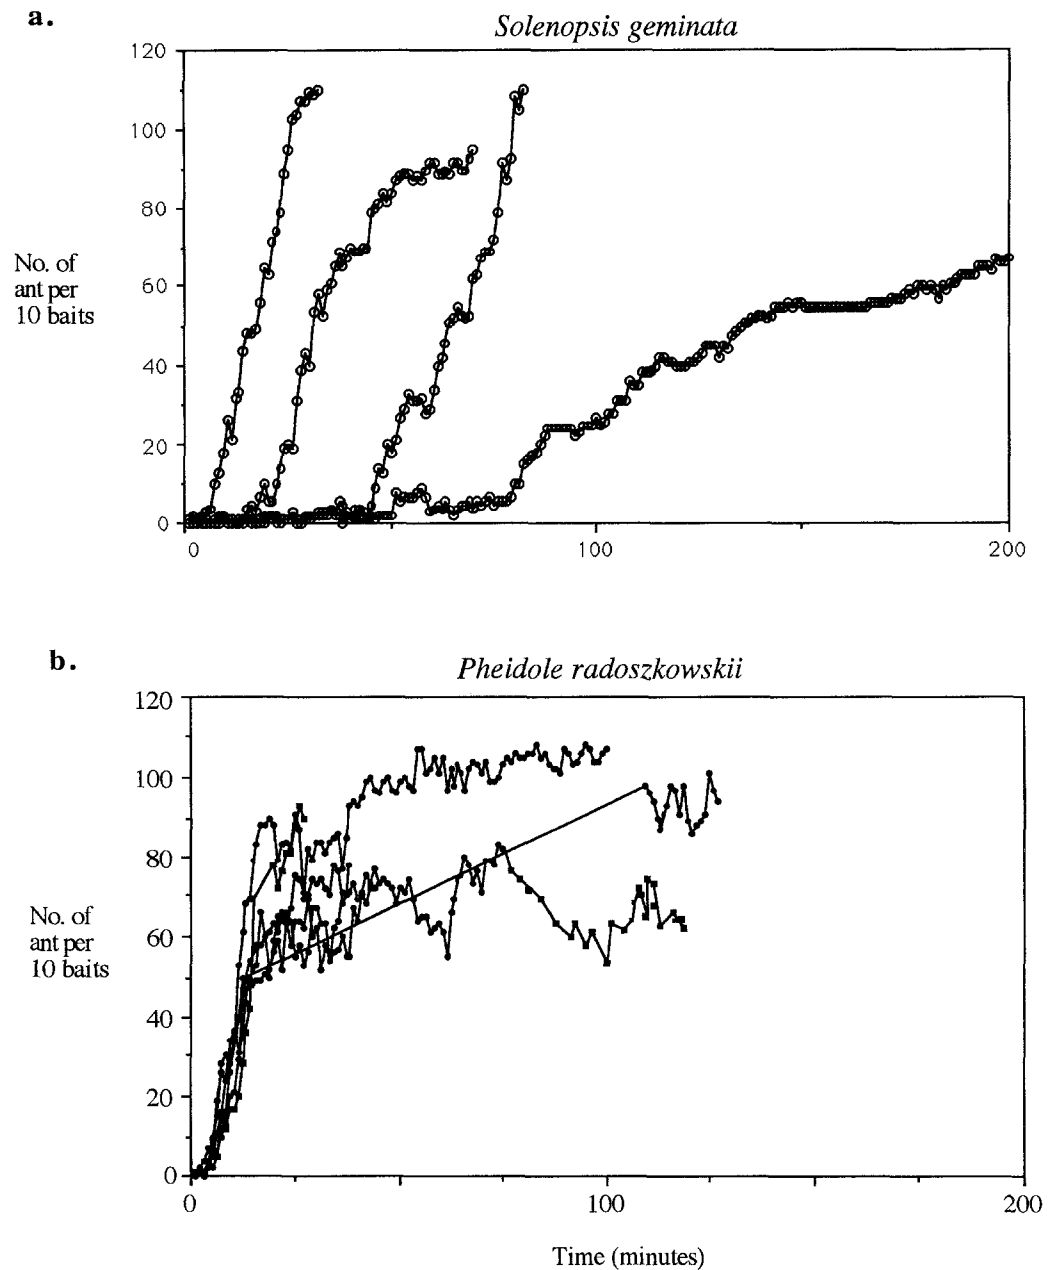 a.
Solenopsis geminata
120
100
80
60
40
20
0
No. of
ant per
10 baits
0 100 200
b.
Pheidole radoszkowskii
120
100
80
60
40
20
0
No. of
ant per
10 baits
0 100 200
Time (minutes)